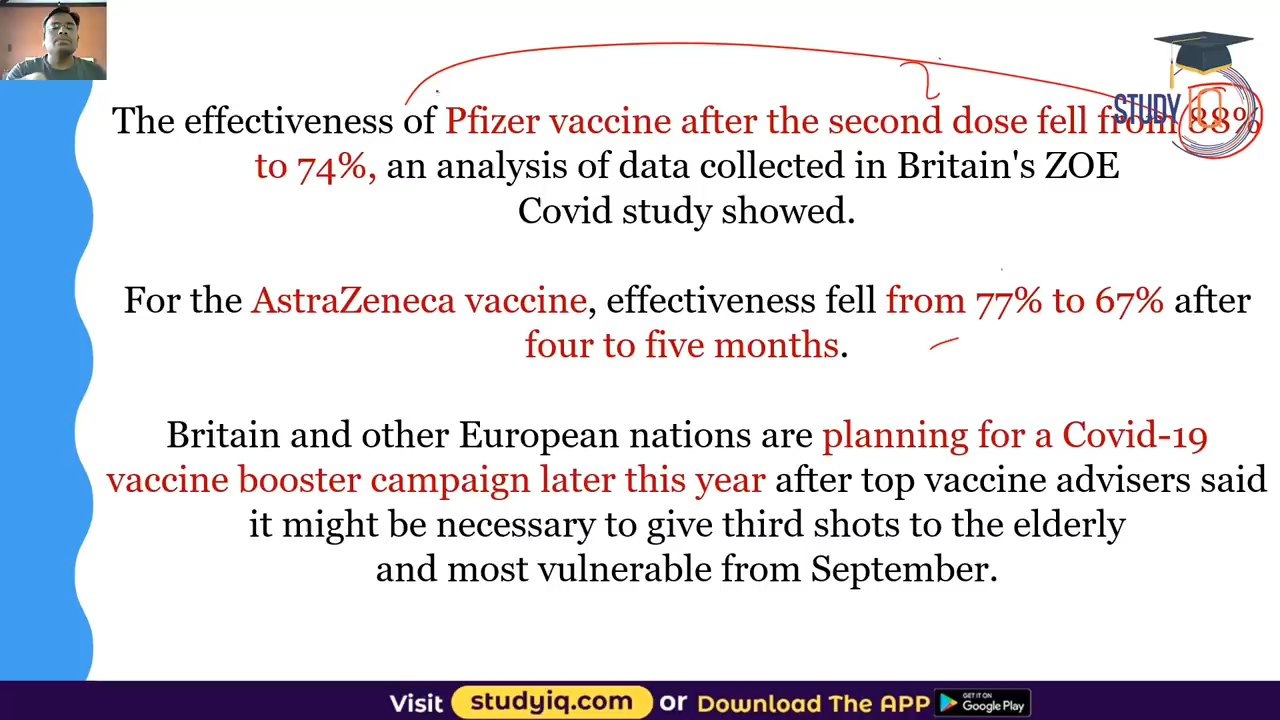 The effectiveness of Pfizer vaccine after the second dose fell from 88%
to 74%, an analysis of data collected in Britain's ZOE
Covid study showed.
STUDY IQ
For the AstraZeneca vaccine, effectiveness fell from 77% to 67% after
four to five months.
Britain and other European nations are planning for a Covid-19
vaccine booster campaign later this year after top vaccine advisers said
it might be necessary to give third shots to the elderly
and most vulnerable from September.
Visit studyiq.com or Download The APP GET IT ON Google Play